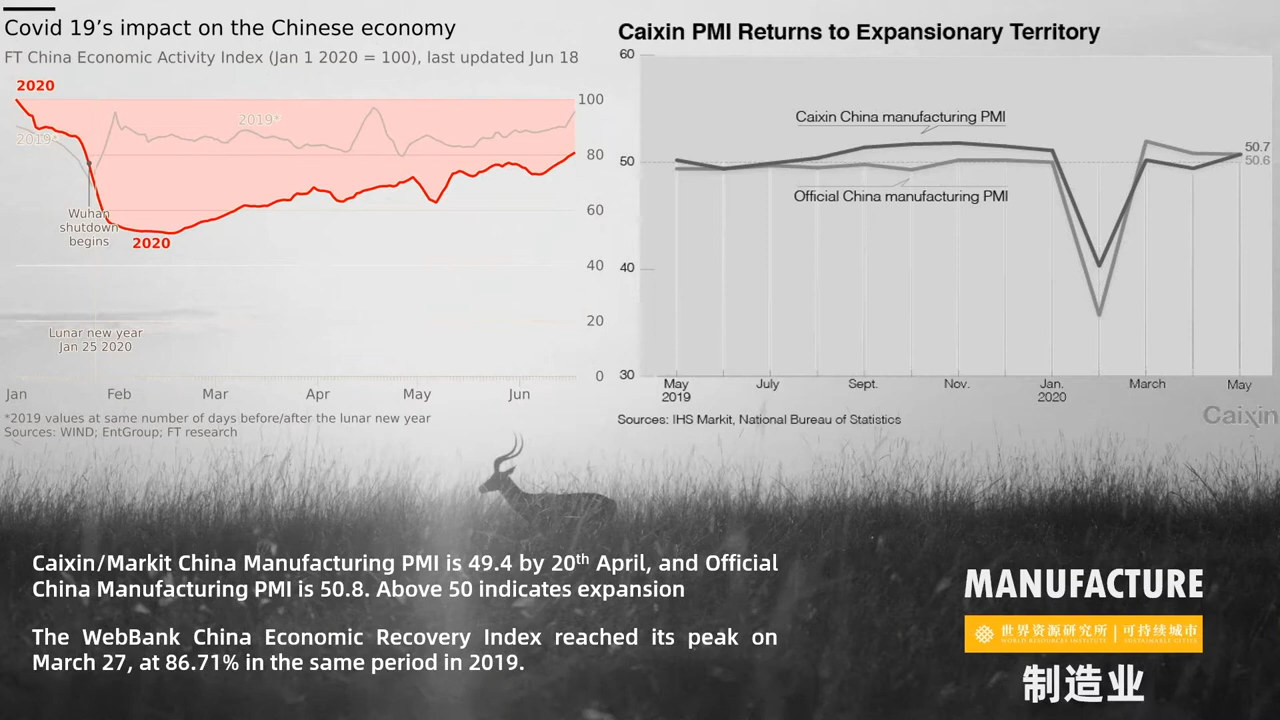 Covid 19’s impact on the Chinese economy
FT China Economic Activity Index (Jan 1 2020 = 100), last updated Jun 18
2020
100
2019*
2019*
80
Wuhan
shutdown
begins
60
2020
40
20
Lunar new year
Jan 25 2020
0
Jan Feb Mar Apr May Jun
*2019 values at same number of days before/after the lunar new year
Sources: WIND; EntGroup; FT research
Caixin PMI Returns to Expansionary Territory
60
Caixin China manufacturing PMI
50
50.7
50.6
Official China manufacturing PMI
40
30
May July Sept. Nov. Jan. March May
2019 2020
Sources: IHS Markit, National Bureau of Statistics
Caixin
Caixin/Markit China Manufacturing PMI is 49.4 by 20th April, and Official
China Manufacturing PMI is 50.8. Above 50 indicates expansion
The WebBank China Economic Recovery Index reached its peak on
March 27, at 86.71% in the same period in 2019.
MANUFACTURE
世界资源研究所 | 可持续城市
WORLD RESOURCES INSTITUTE | SUSTAINABLE CITIES
制造业